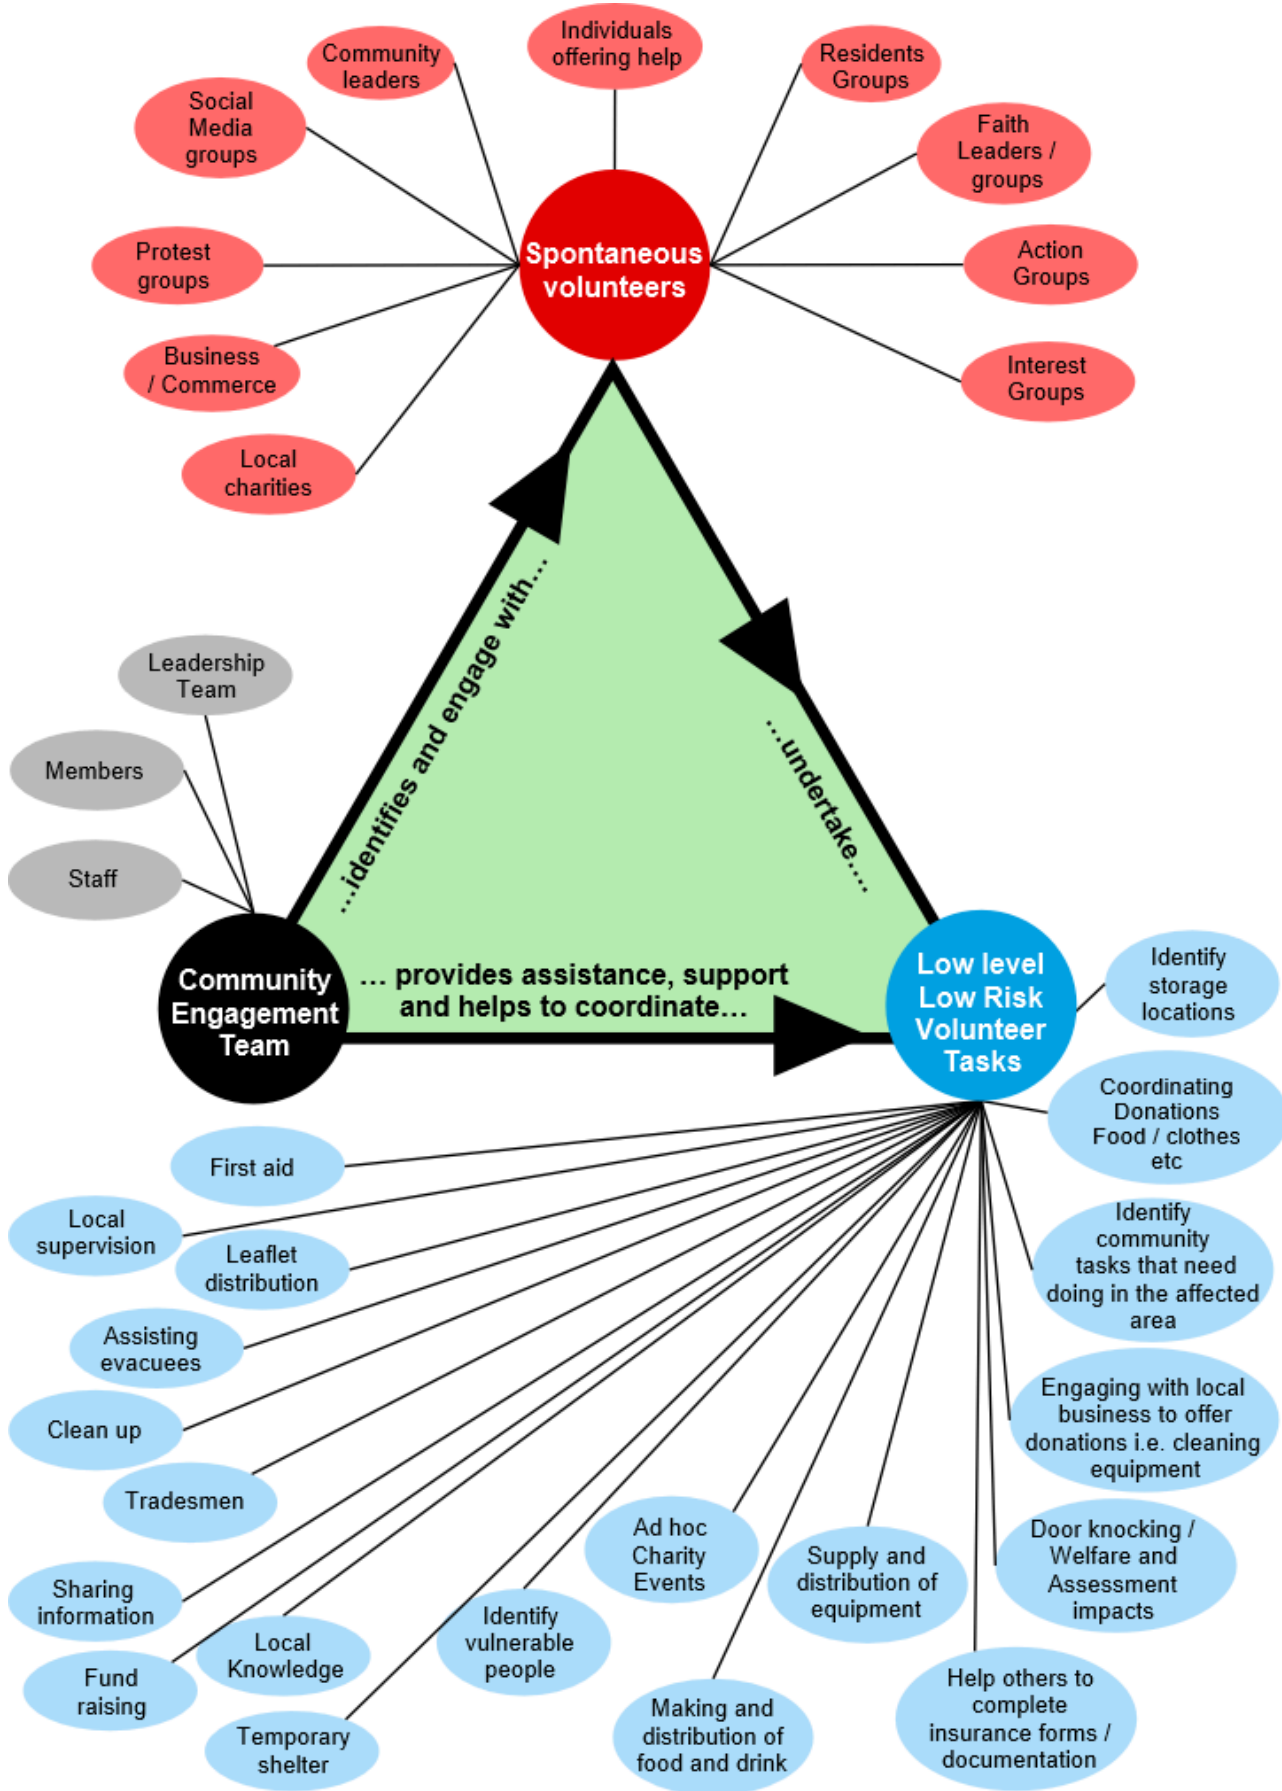 Individuals
offering help
Community
leaders
Residents
Groups
Social
Media
groups
Faith
Leaders /
groups
Protest
groups
Spontaneous
volunteers
Action
Groups
Business
/ Commerce
Interest
Groups
Local
charities
...identifies and engage with...
...undertake....
Leadership
Team
Members
Staff
Community
Engagement
Team
... provides assistance, support
and helps to coordinate...
Low level
Low Risk
Volunteer
Tasks
Identify
storage
locations
Coordinating
Donations
Food / clothes
etc
First aid
Local
supervision
Leaflet
distribution
Identify
community
tasks that need
doing in the affected
area
Assisting
evacuees
Clean up
Engaging with local
business to offer
donations i.e. cleaning
equipment
Tradesmen
Ad hoc
Charity
Events
Supply and
distribution of
equipment
Door knocking /
Welfare and
Assessment
impacts
Sharing
information
Local
Knowledge
Identify
vulnerable
people
Fund
raising
Temporary
shelter
Making and
distribution of
food and drink
Help others to
complete
insurance forms /
documentation